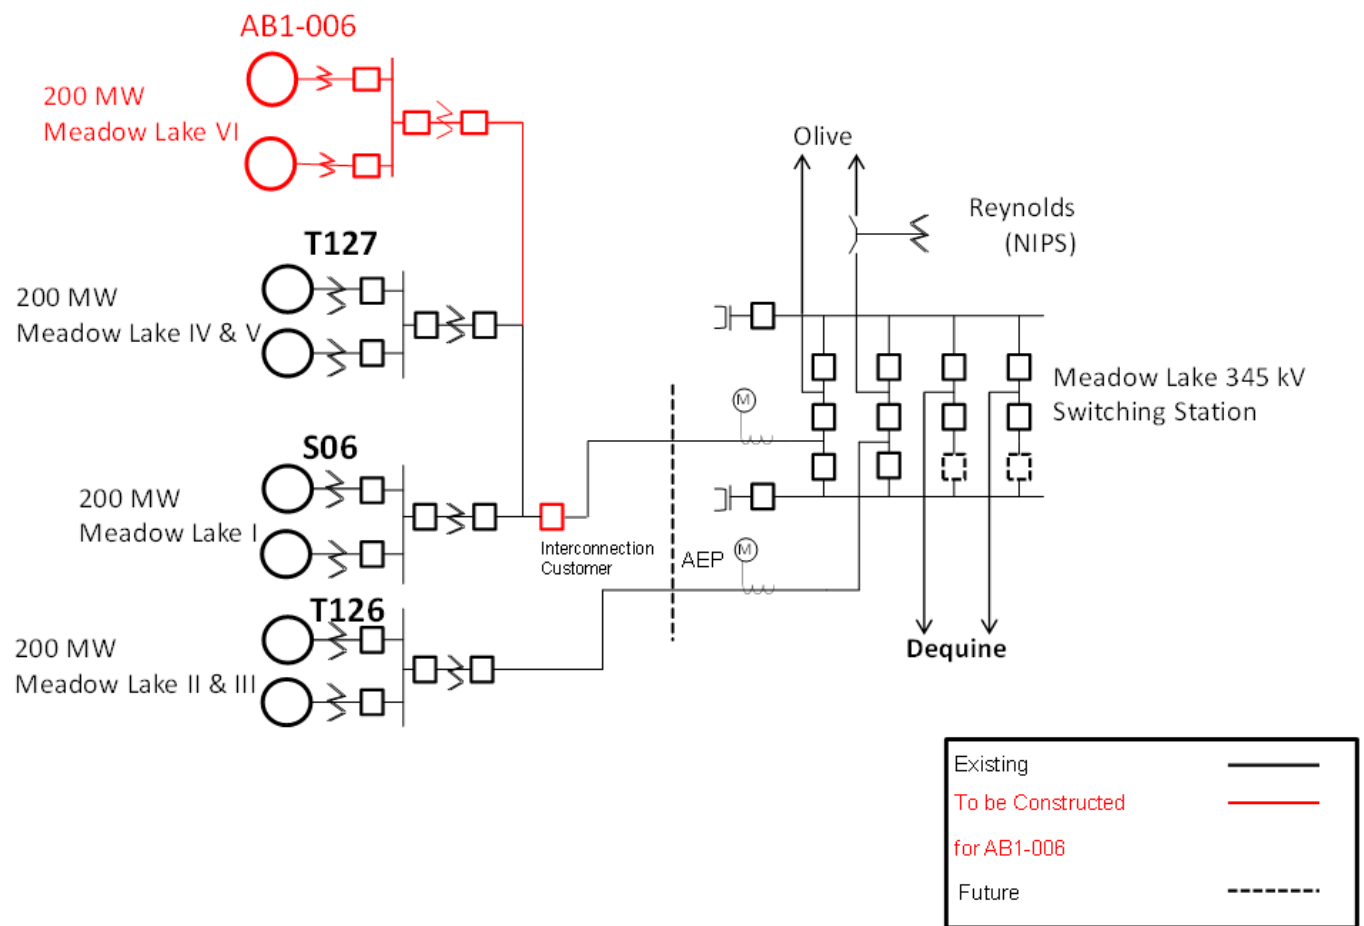 AB1-006
200 MW
Meadow Lake VI
Olive
Reynolds
(NIPS)
T127
200 MW
Meadow Lake IV & V
Meadow Lake 345 kV
Switching Station
M
S06
200 MW
Meadow Lake I
Interconnection
Customer
AEP
M
T126
200 MW
Meadow Lake II & III
Dequine
Existing
To be Constructed
for AB1-006
Future